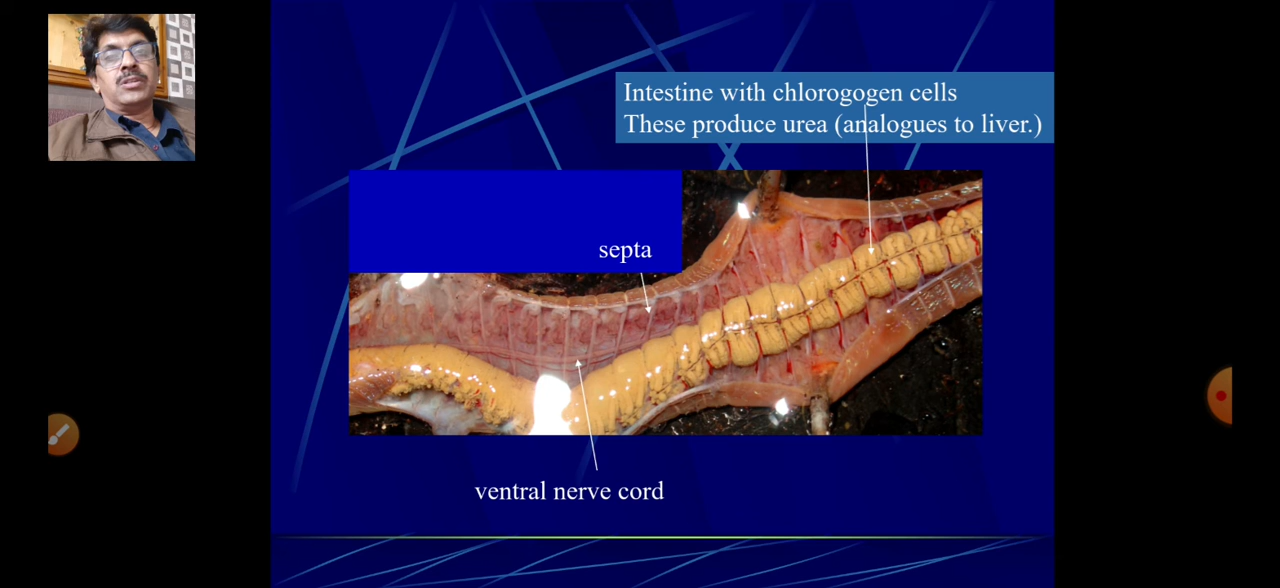 Intestine with chlorogogen cells
These produce urea (analogues to liver.)
septa
ventral nerve cord